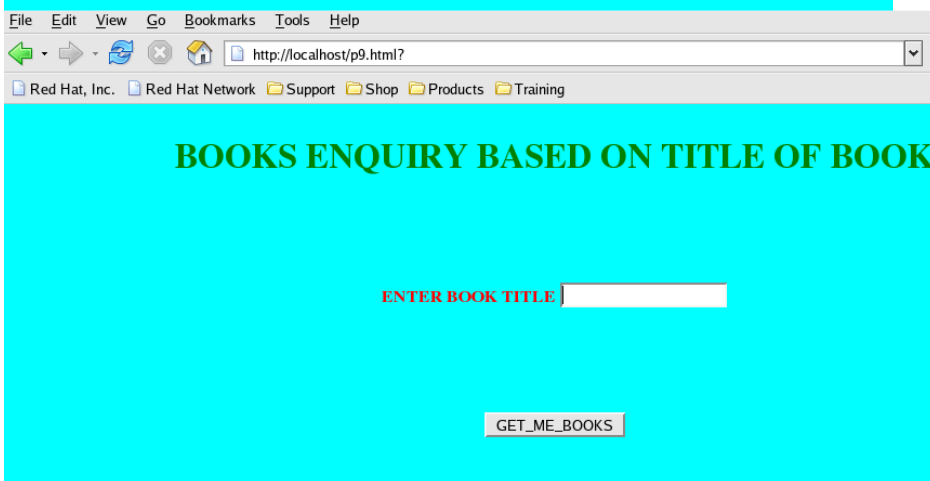 File Edit View Go Bookmarks Tools Help
http://localhost/p9.html?
Red Hat, Inc. Red Hat Network Support Shop Products Training
BOOKS ENQUIRY BASED ON TITLE OF BOOK
ENTER BOOK TITLE
GET_ME_BOOKS